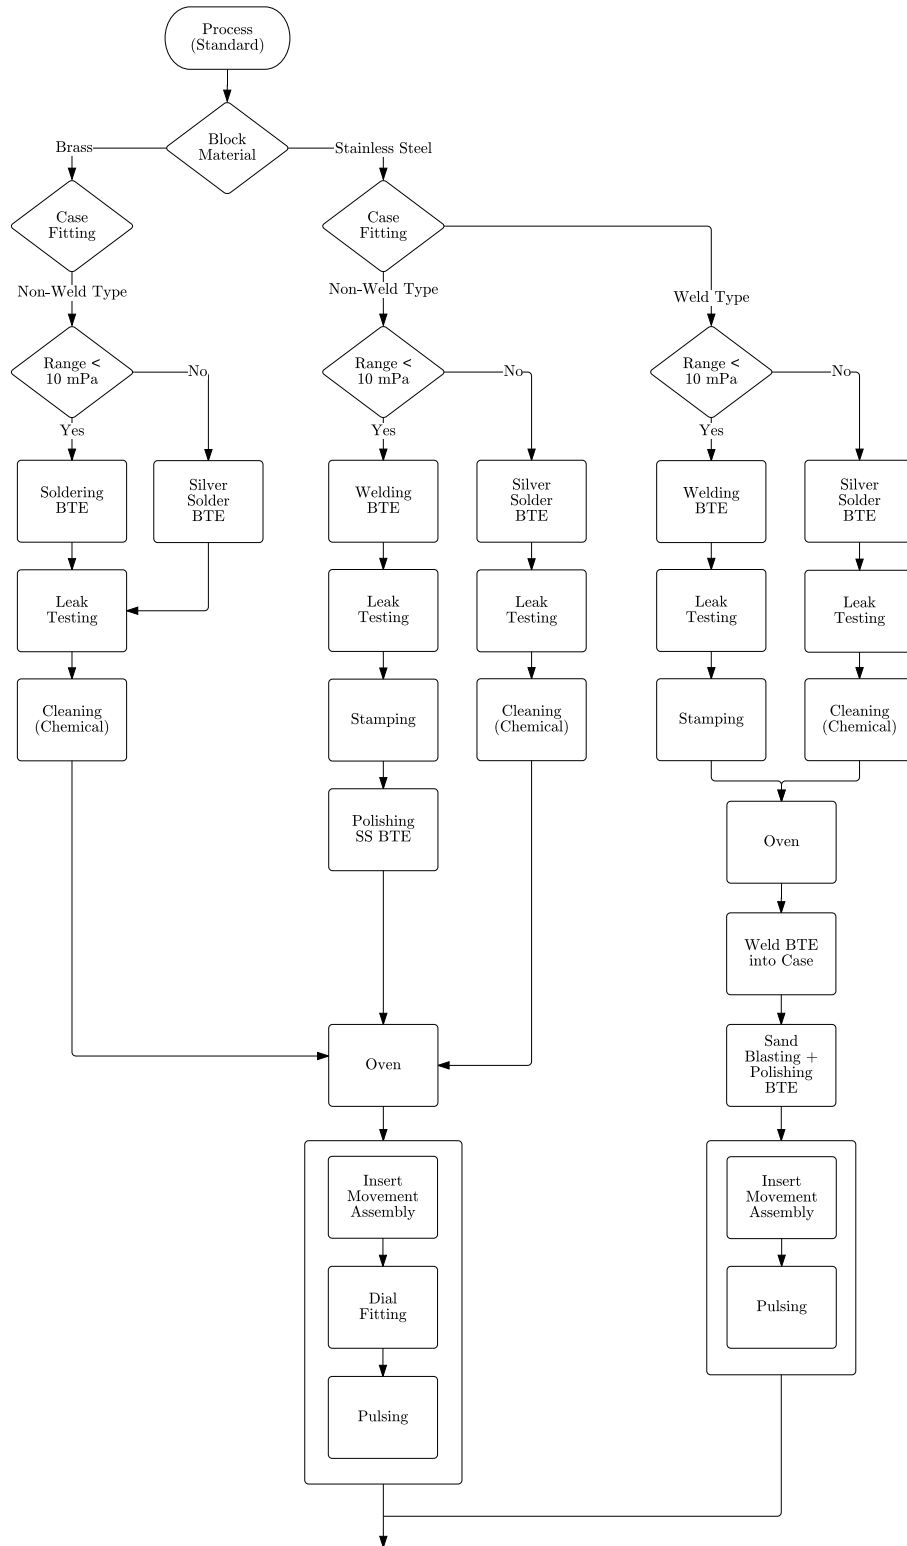 Process
(Standard)
Block
Material
Brass
Stainless Steel
Case
Fitting
Case
Fitting
Non-Weld Type
Non-Weld Type
Weld Type
Range <
10 mPa
No
Range <
10 mPa
No
Range <
10 mPa
No
Yes
Yes
Yes
Soldering
BTE
Silver
Solder
BTE
Welding
BTE
Silver
Solder
BTE
Welding
BTE
Silver
Solder
BTE
Leak
Testing
Leak
Testing
Leak
Testing
Leak
Testing
Leak
Testing
Cleaning
(Chemical)
Stamping
Cleaning
(Chemical)
Stamping
Cleaning
(Chemical)
Polishing
SS BTE
Oven
Weld BTE
into Case
Oven
Sand
Blasting +
Polishing
BTE
Insert
Movement
Assembly
Insert
Movement
Assembly
Dial
Fitting
Pulsing
Pulsing